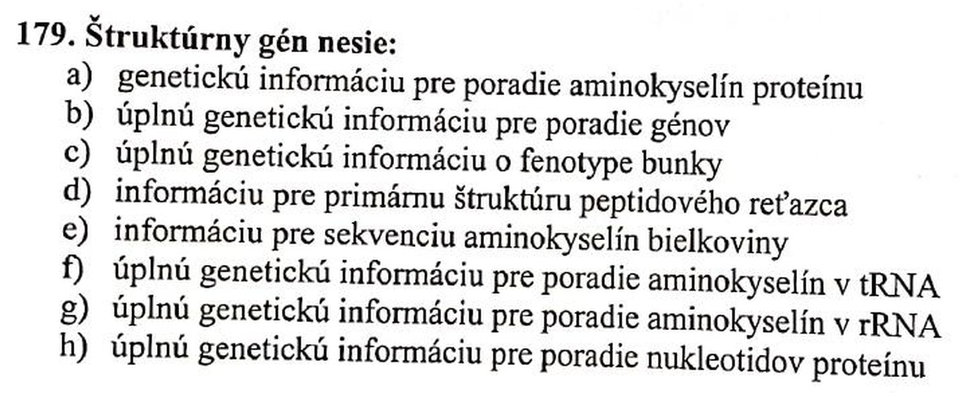 179. Štruktúrny gén nesie:
a) genetickú informáciu pre poradie aminokyselín proteínu
b) úplnú genetickú informáciu pre poradie génov
c) úplnú genetickú informáciu o fenotype bunky
d) informáciu pre primárnu štruktúru peptidového reťazca
e) informáciu pre sekvenciu aminokyselín bielkoviny
f) úplnú genetickú informáciu pre poradie aminokyselín v tRNA
g) úplnú genetickú informáciu pre poradie aminokyselín v rRNA
h) úplnú genetickú informáciu pre poradie nukleotidov proteínu